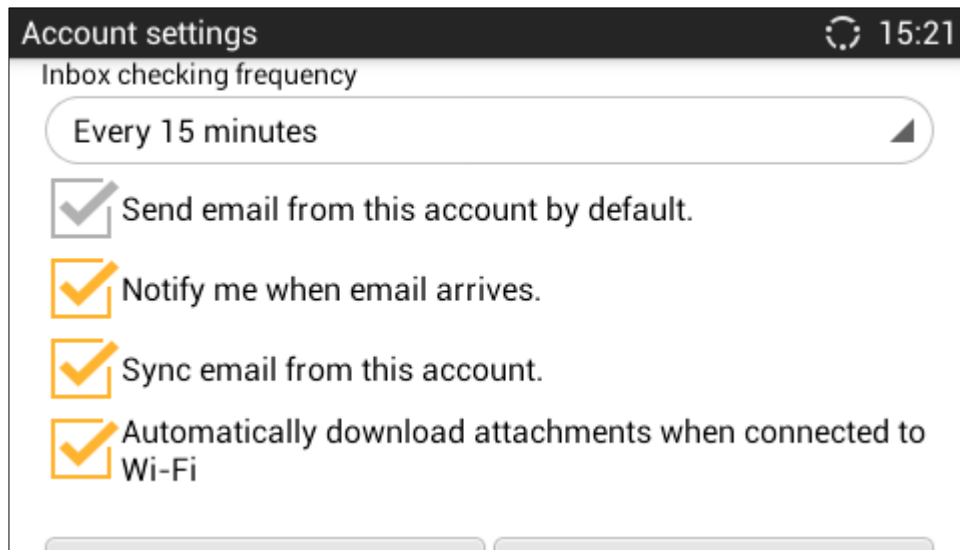 Account settings 15:21
Inbox checking frequency
Every 15 minutes
Send email from this account by default.
Notify me when email arrives.
Sync email from this account.
Automatically download attachments when connected to
Wi-Fi